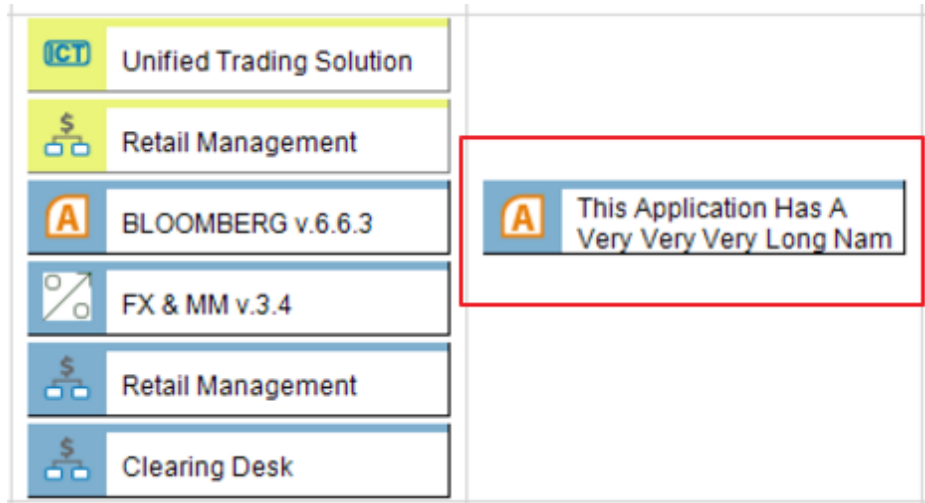 ICT Unified Trading Solution
$ Retail Management
A BLOOMBERG v.6.6.3
FX & MM v.3.4
$ Retail Management
$ Clearing Desk
A This Application Has A
Very Very Very Long Nam